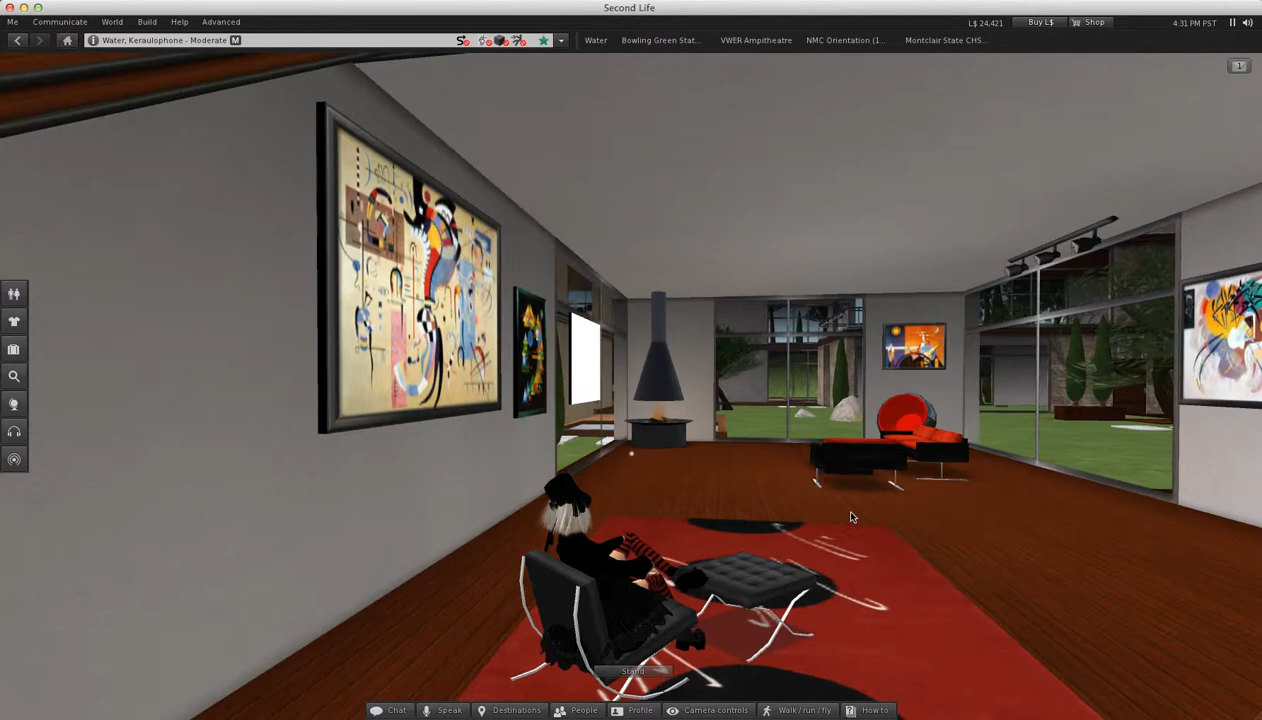 Second Life
Me Communicate World Build Help Advanced L$ 24,421 Buy L$ Shop 4:31 PM PST
Water, Keraulophone - Moderate M Water Bowling Green Stat... VWER Ampitheatre NMC Orientation (1... Montclair State CHS...
1
Stand
Chat Speak Destinations People Profile Camera controls Walk / run / fly How to